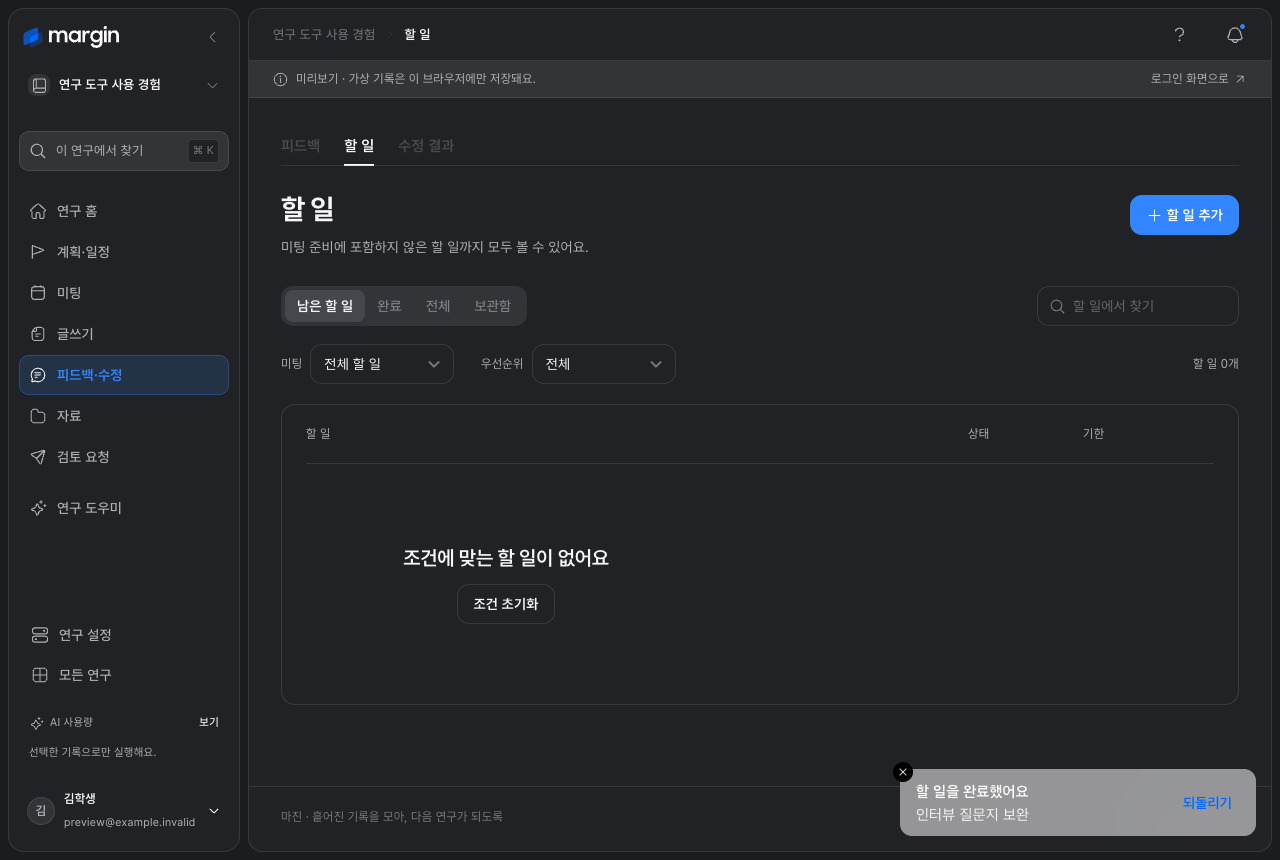 margin
연구 도구 사용 경험
이 연구에서 찾기 ⌘ K
연구 홈
계획·일정
미팅
글쓰기
피드백·수정
자료
검토 요청
연구 도우미
연구 설정
모든 연구
AI 사용량 보기
선택한 기록으로만 실행해요.
김
김학생
preview@example.invalid
연구 도구 사용 경험 할 일
?
미리보기 · 가상 기록은 이 브라우저에만 저장돼요. 로그인 화면으로
피드백 할 일 수정 결과
할 일
할 일 추가
미팅 준비에 포함하지 않은 할 일까지 모두 볼 수 있어요.
남은 할 일 완료 전체 보관함 할 일에서 찾기
미팅 전체 할 일 우선순위 전체 할 일 0개
할 일 상태 기한
조건에 맞는 할 일이 없어요
조건 초기화
마진 · 흩어진 기록을 모아, 다음 연구가 되도록
할 일을 완료했어요
인터뷰 질문지 보완
되돌리기